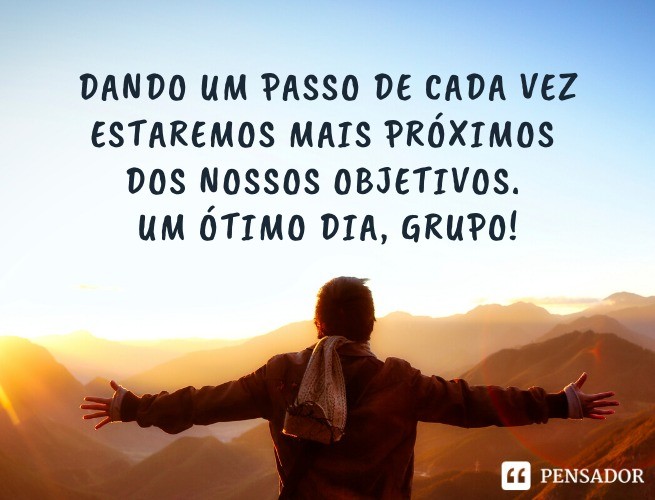 DANDO UM PASSO DE CADA VEZ
ESTAREMOS MAIS PRÓXIMOS
DOS NOSSOS OBJETIVOS.
UM ÓTIMO DIA, GRUPO!
PENSADOR